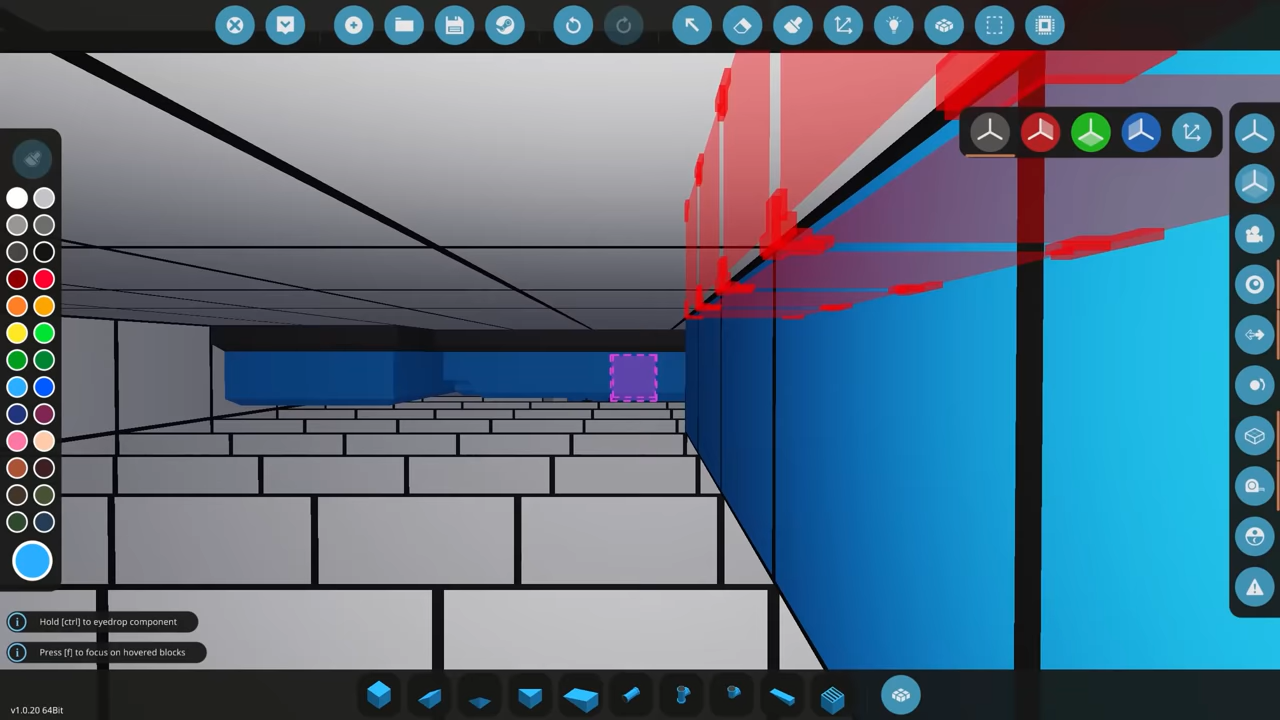 Hold [ctrl] to eyedrop component
Press [f] to focus on hovered blocks
v1.0.20 64Bit